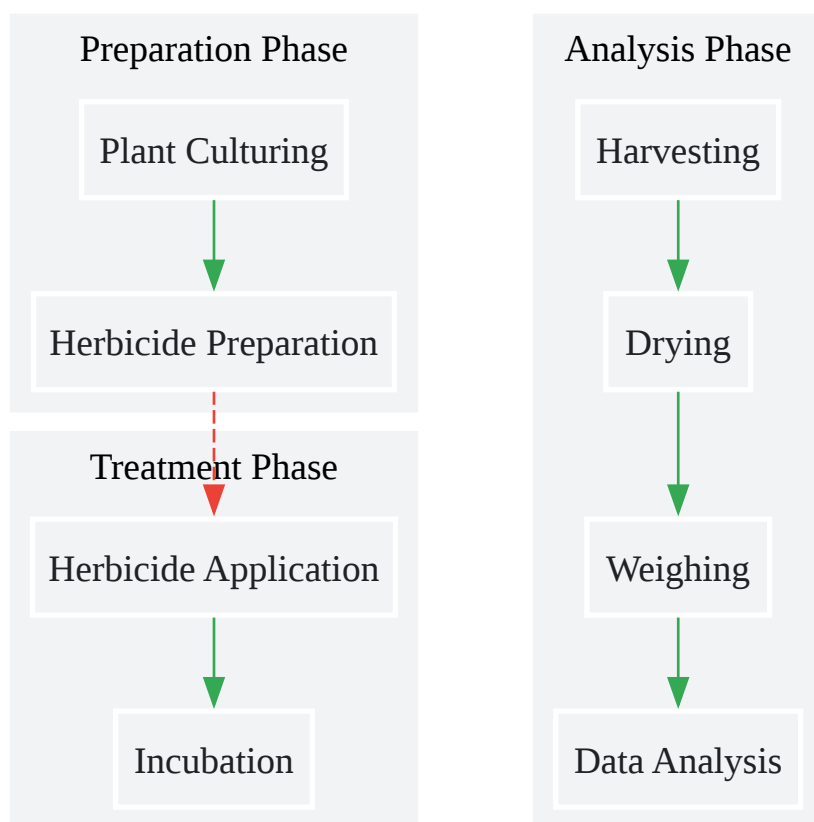 Preparation Phase
Plant Culturing
Herbicide Preparation
Treatment Phase
Herbicide Application
Incubation
Analysis Phase
Harvesting
Drying
Weighing
Data Analysis